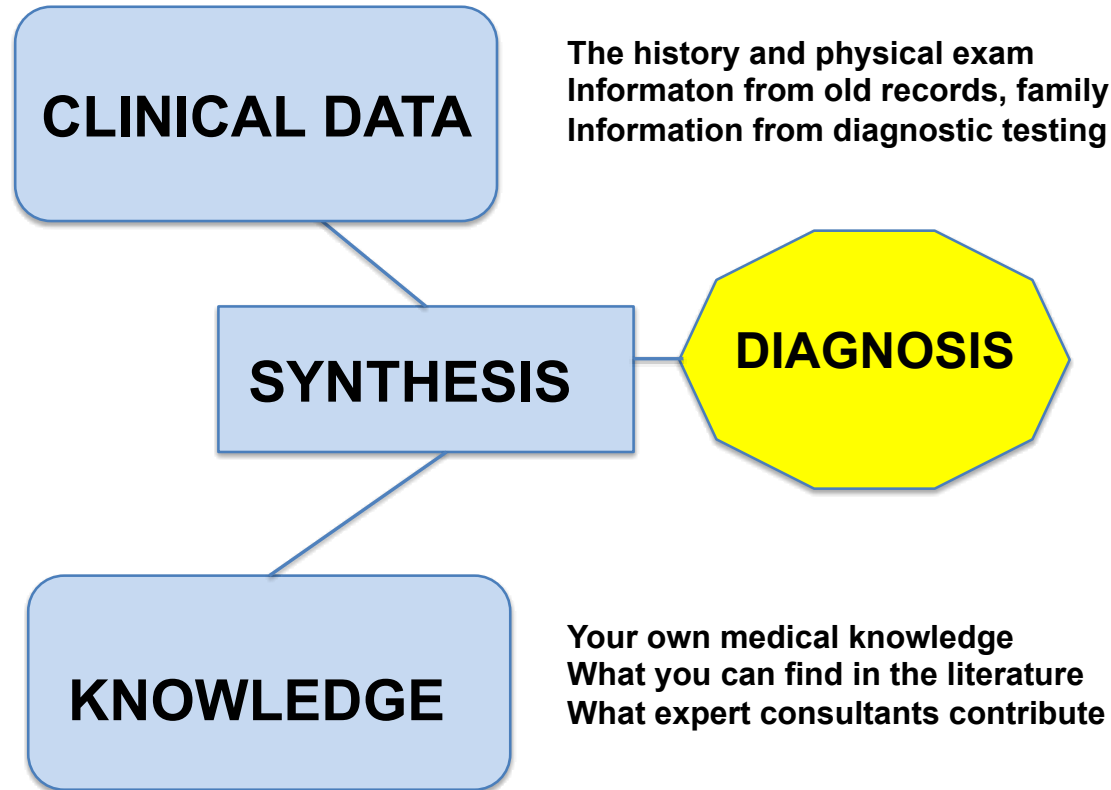 CLINICAL DATA
The history and physical exam
Informaton from old records, family
Information from diagnostic testing
SYNTHESIS
DIAGNOSIS
KNOWLEDGE
Your own medical knowledge
What you can find in the literature
What expert consultants contribute